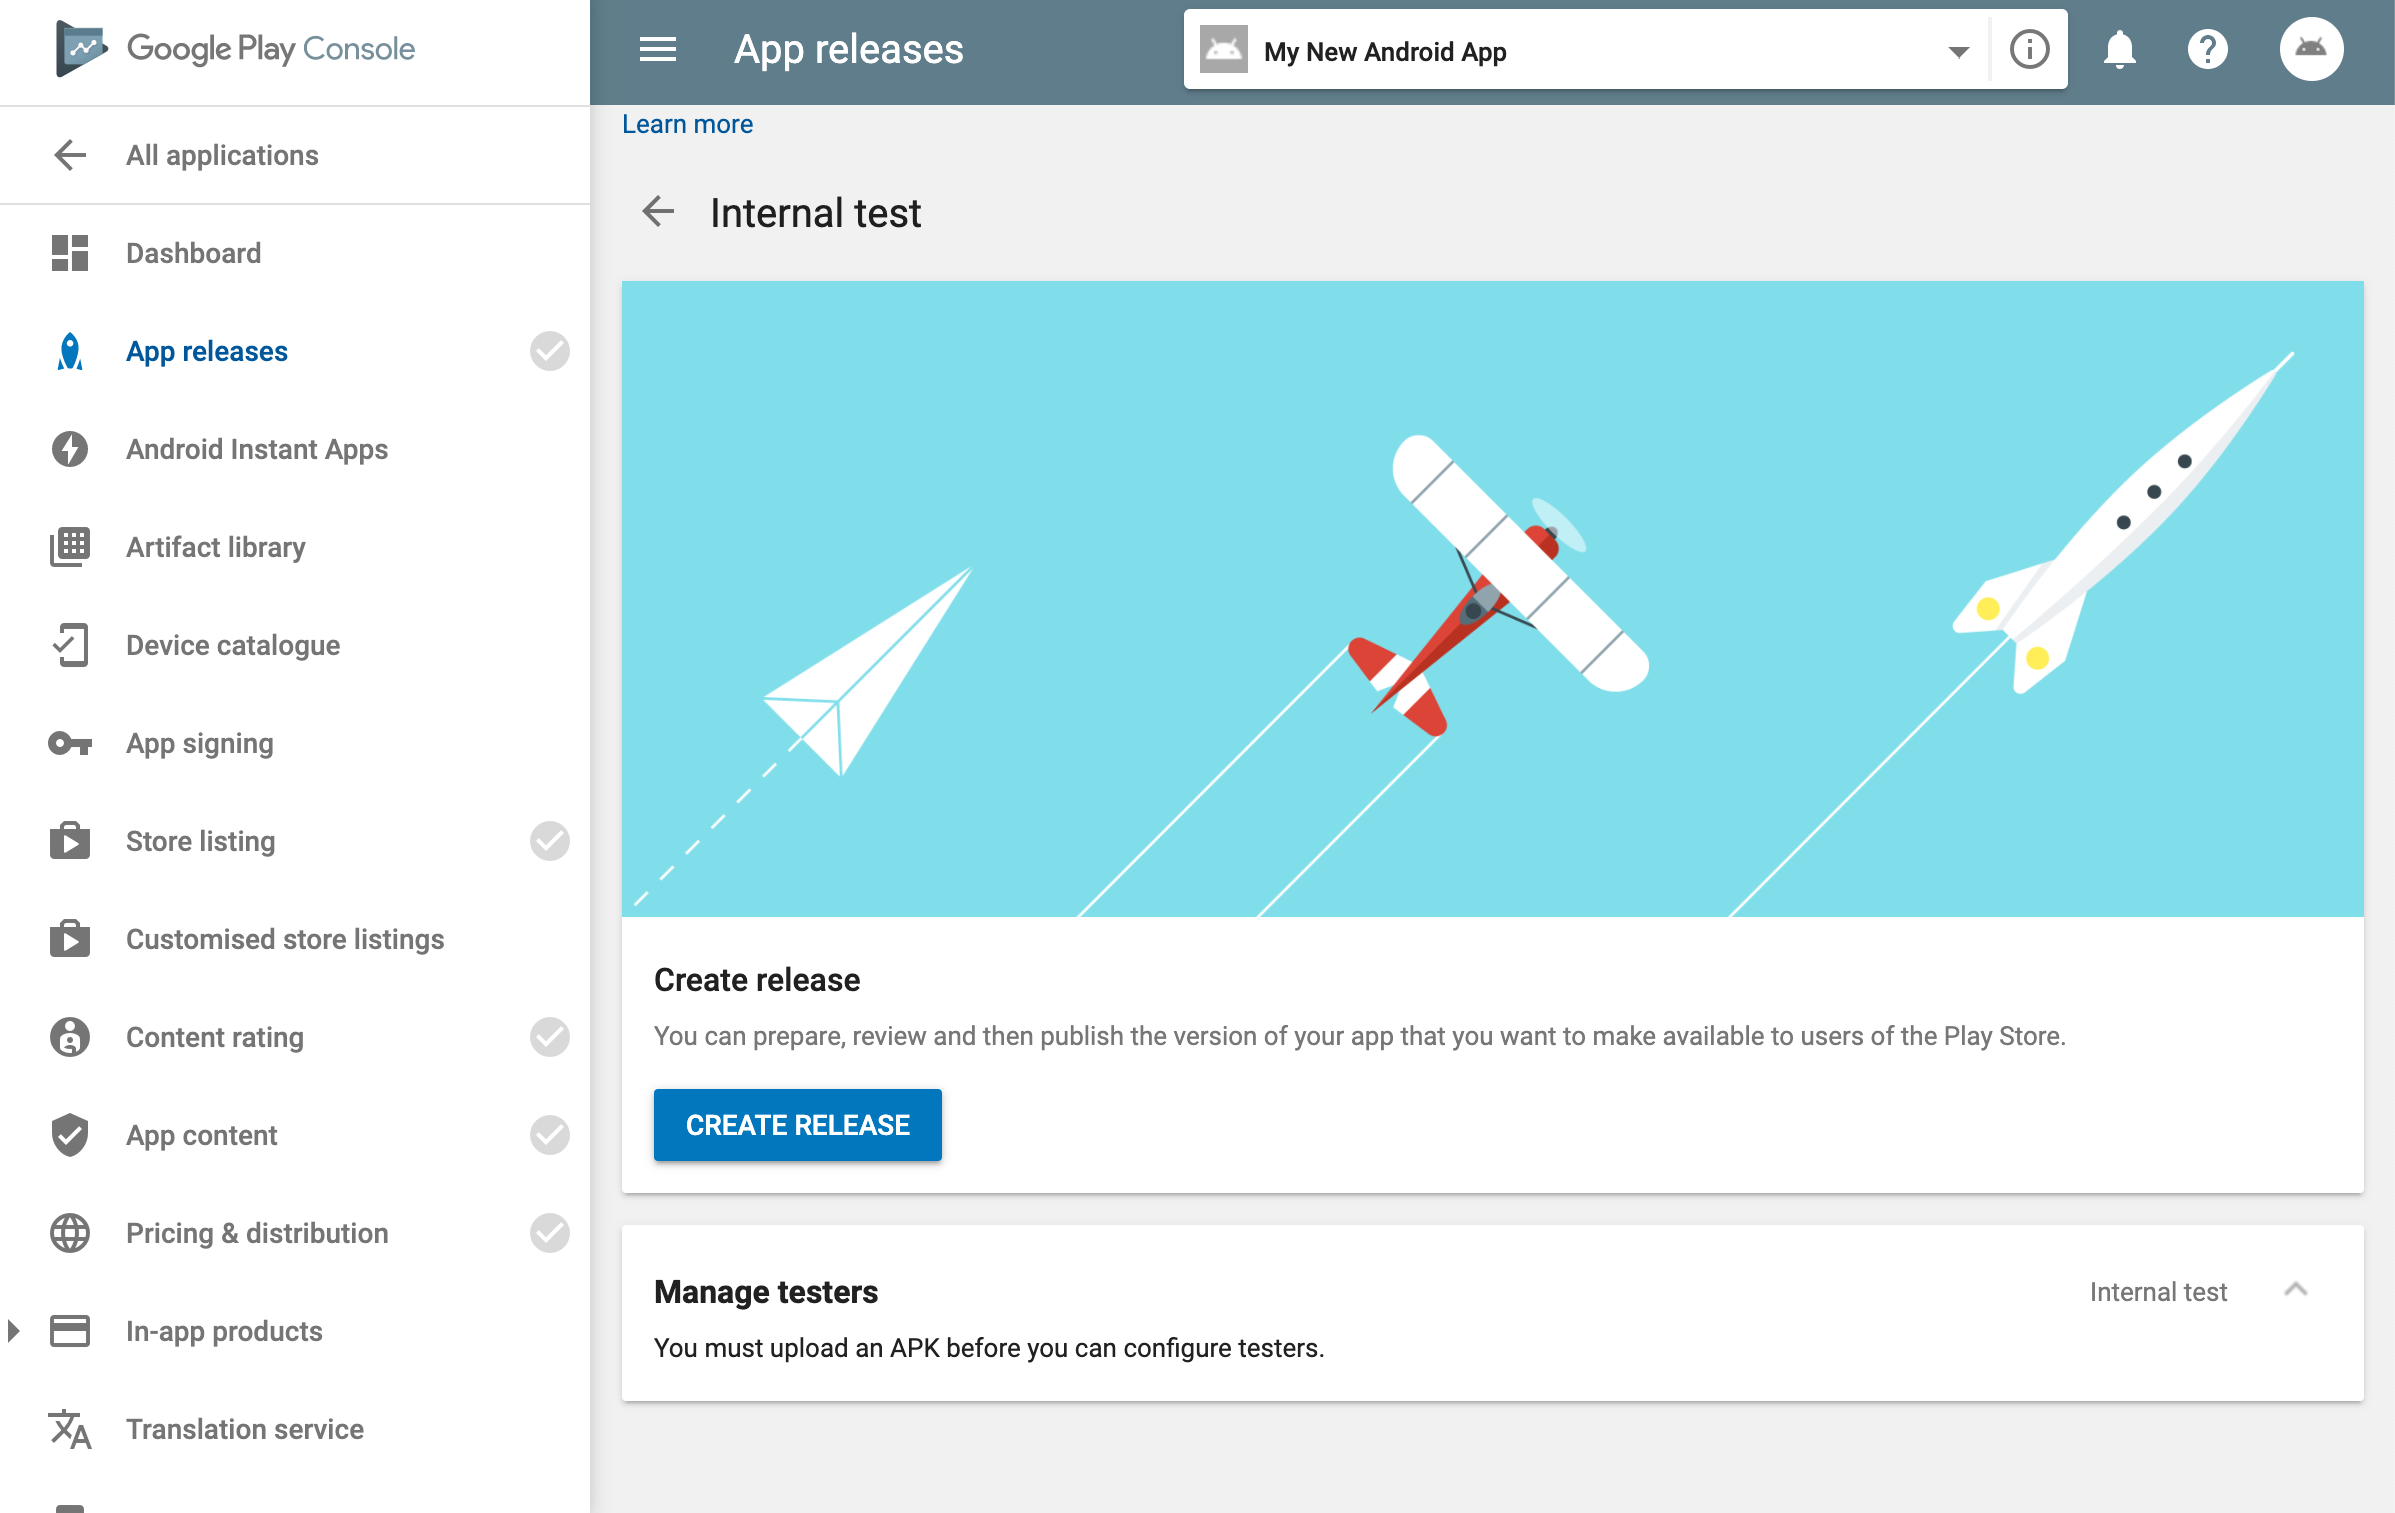 Google Play Console
All applications
Dashboard
App releases
Android Instant Apps
Artifact library
Device catalogue
App signing
Store listing
Customised store listings
Content rating
App content
Pricing & distribution
In-app products
Translation service
App releases
My New Android App
Learn more
Internal test
Create release
You can prepare, review and then publish the version of your app that you want to make available to users of the Play Store.
CREATE RELEASE
Manage testers
Internal test
You must upload an APK before you can configure testers.